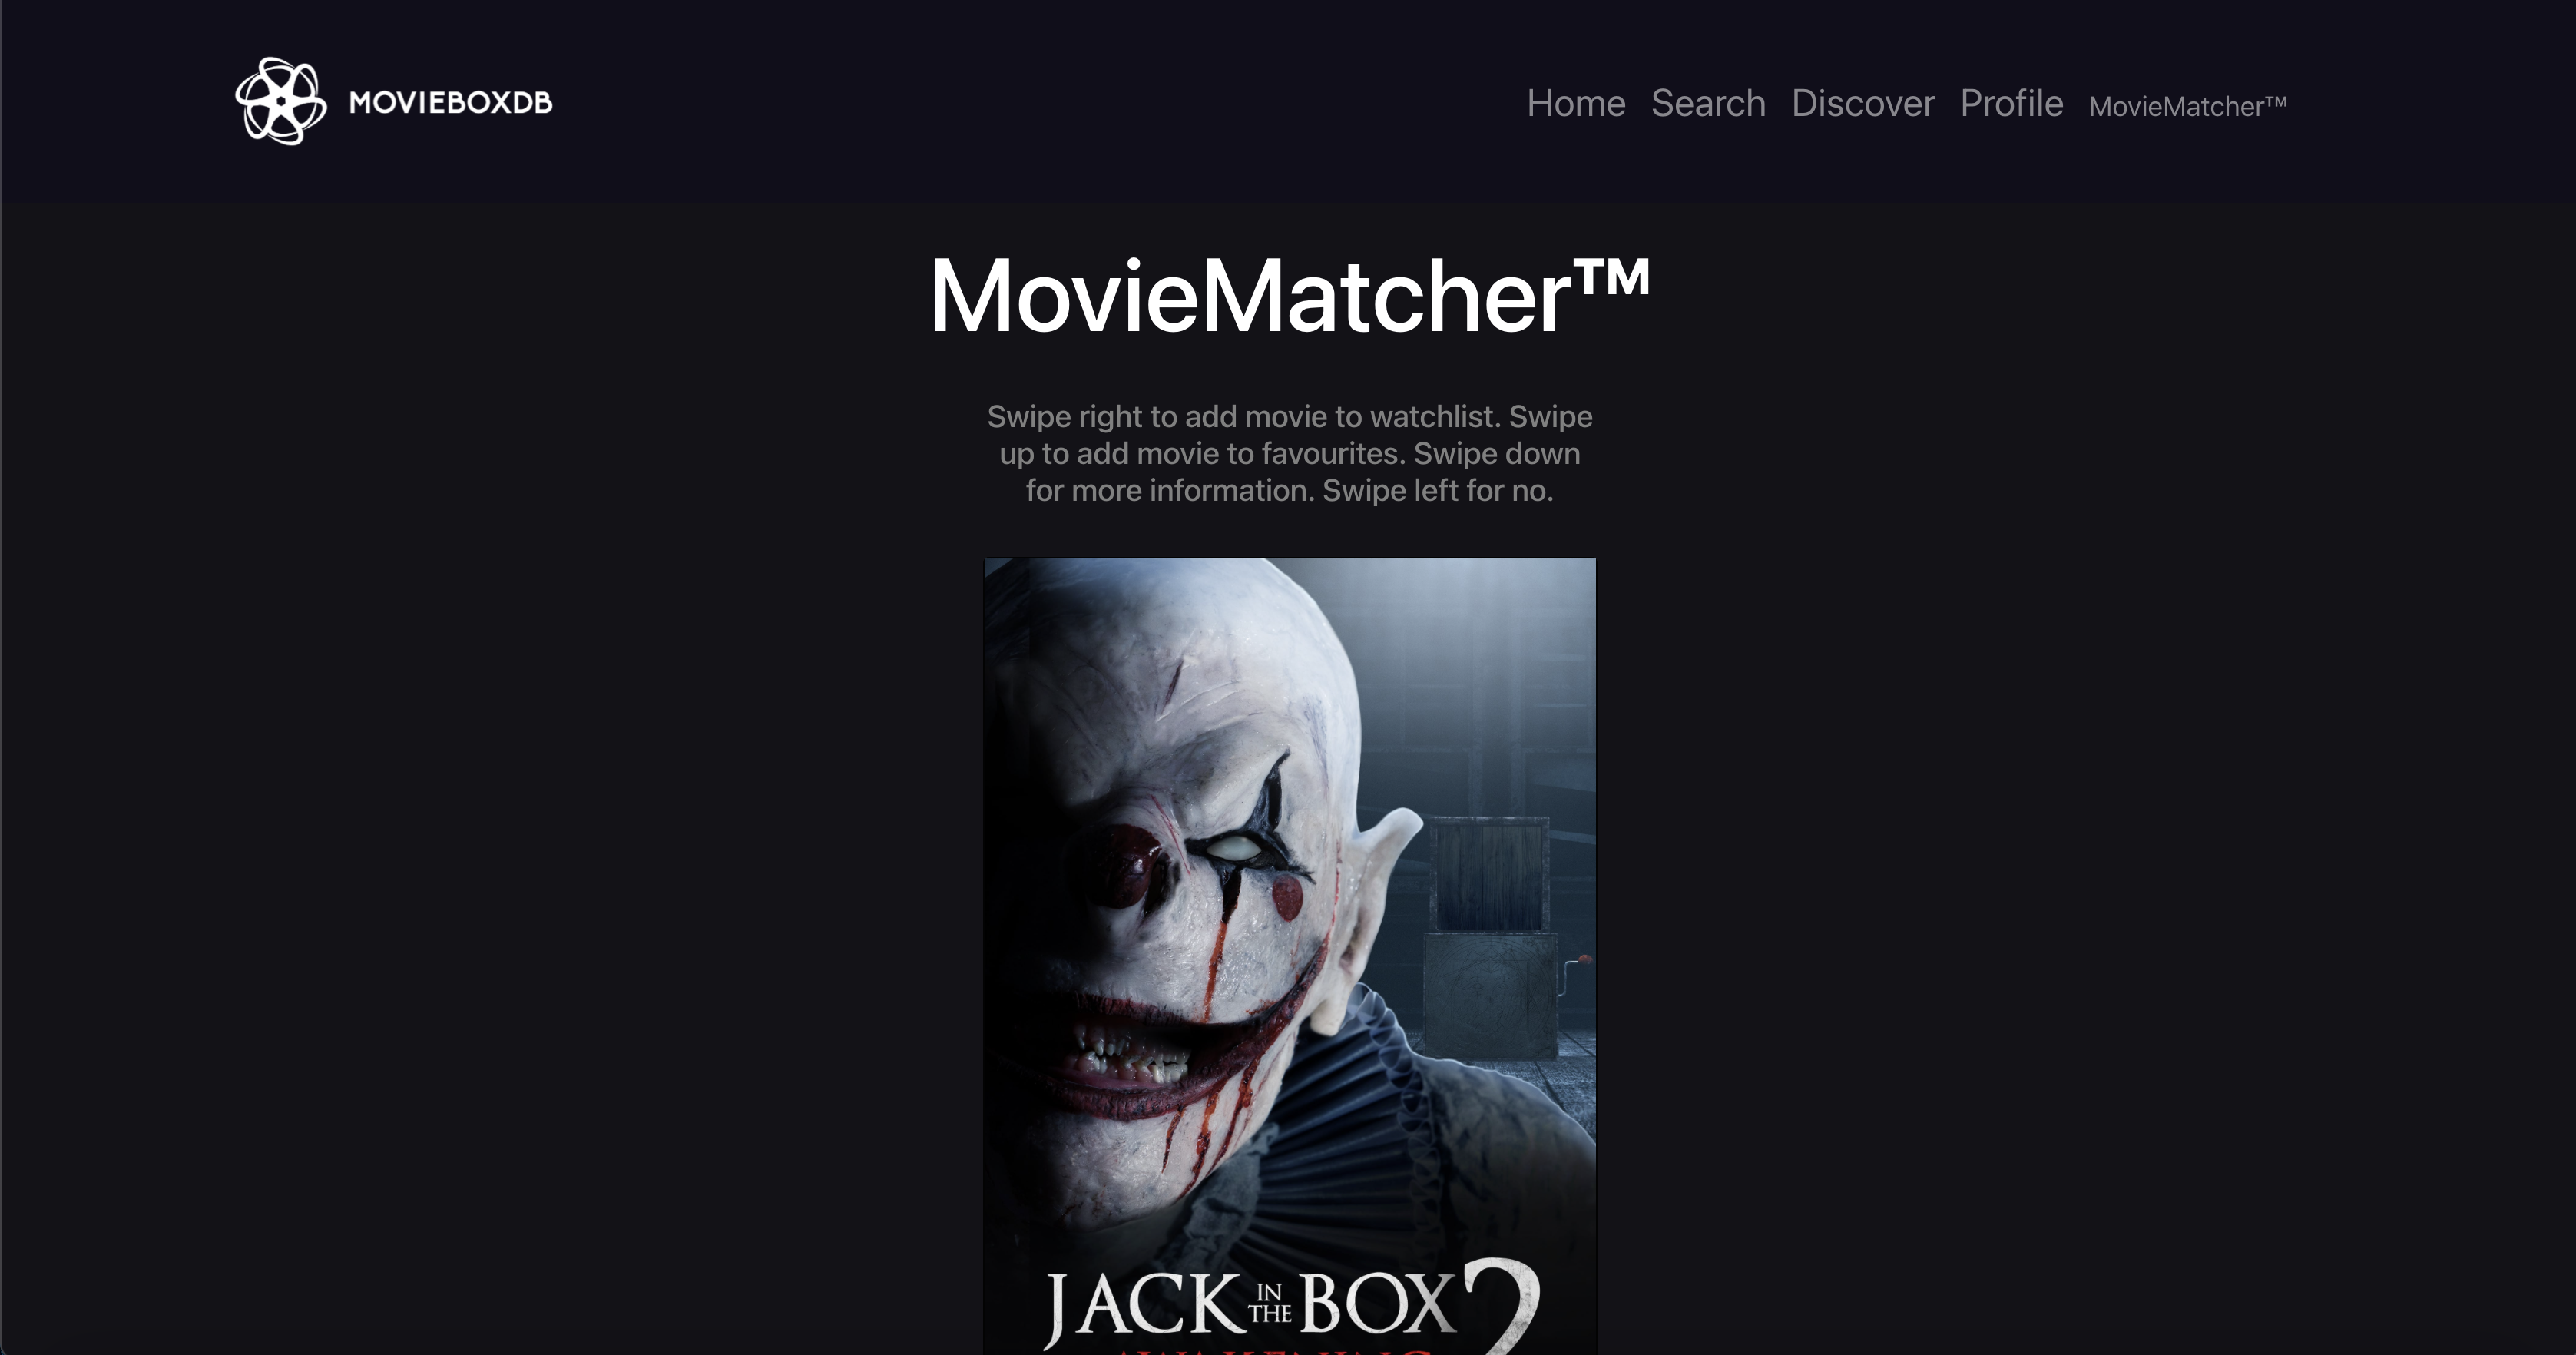 MOVIEBOXDB
Home Search Discover Profile MovieMatcher™
MovieMatcher™
Swipe right to add movie to watchlist. Swipe
up to add movie to favourites. Swipe down
for more information. Swipe left for no.
JACK IN THE BOX 2